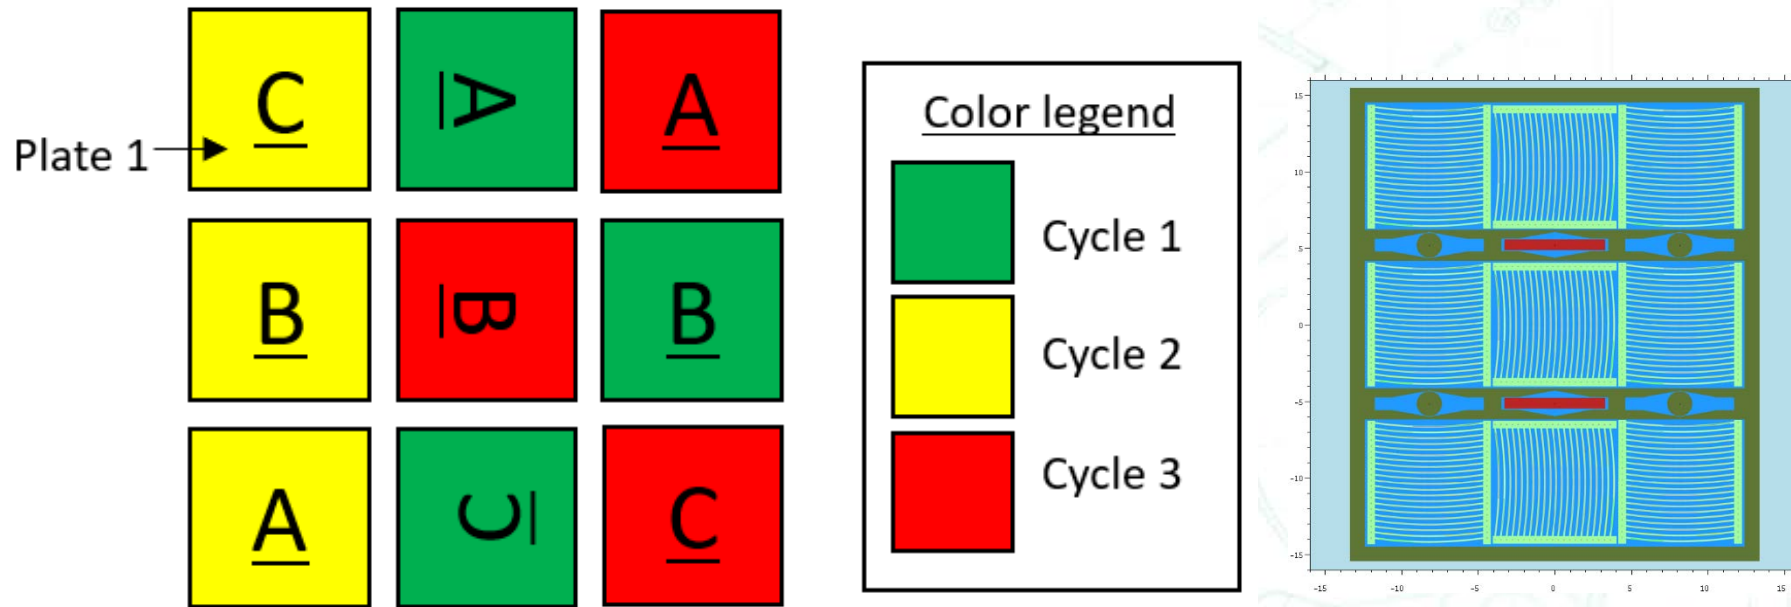 C A A
Plate 1
B B B
A C C
Color legend
Cycle 1
Cycle 2
Cycle 3
15
10
5
0
-5
-10
-15
-15 -10 -5 0 5 10 15